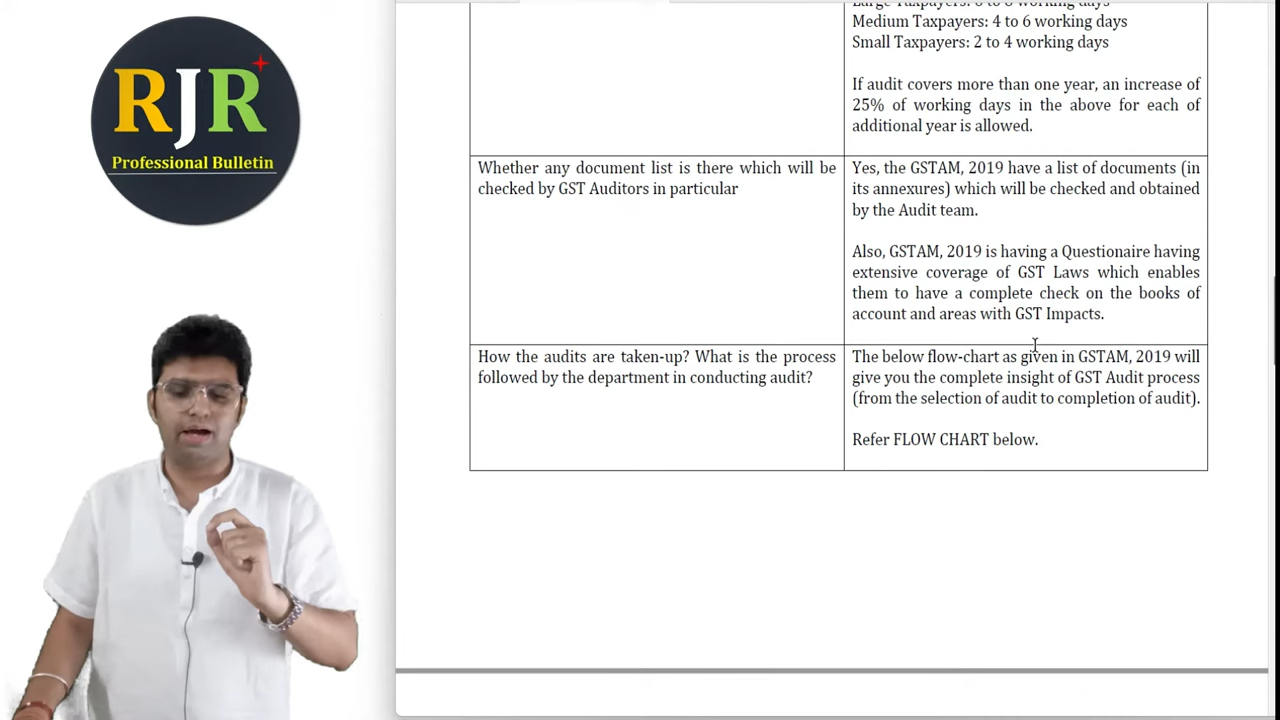 RJR
Professional Bulletin
Large Taxpayers: 6 to 8 working days
Medium Taxpayers: 4 to 6 working days
Small Taxpayers: 2 to 4 working days
If audit covers more than one year, an increase of
25% of working days in the above for each of
additional year is allowed.
Whether any document list is there which will be
checked by GST Auditors in particular
Yes, the GSTAM, 2019 have a list of documents (in
its annexures) which will be checked and obtained
by the Audit team.
Also, GSTAM, 2019 is having a Questionaire having
extensive coverage of GST Laws which enables
them to have a complete check on the books of
account and areas with GST Impacts.
How the audits are taken-up? What is the process
followed by the department in conducting audit?
The below flow-chart as given in GSTAM, 2019 will
give you the complete insight of GST Audit process
(from the selection of audit to completion of audit).
Refer FLOW CHART below.